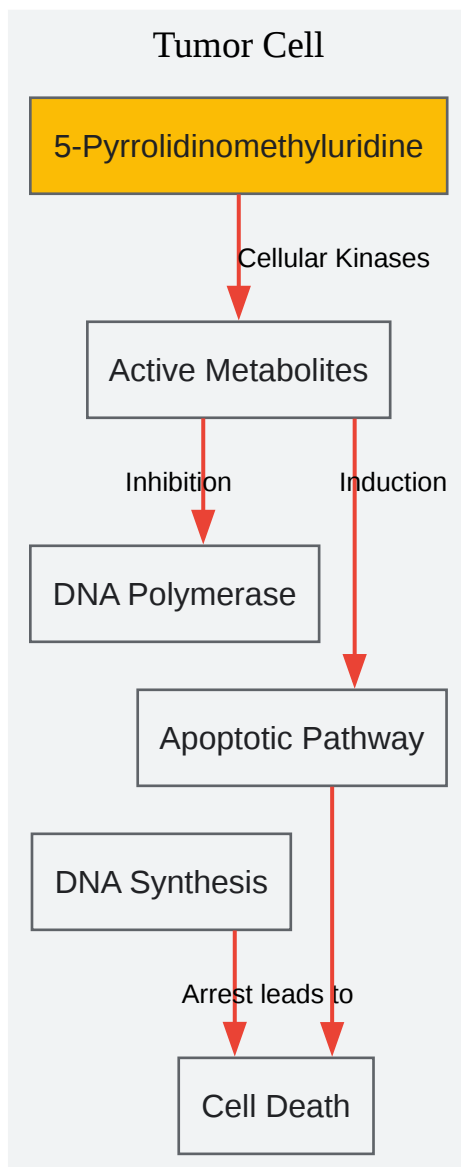 Tumor Cell
5-Pyrrolidinomethyluridine
Cellular Kinases
Active Metabolites
Inhibition
Induction
DNA Polymerase
Apoptotic Pathway
DNA Synthesis
Arrest leads to
Cell Death